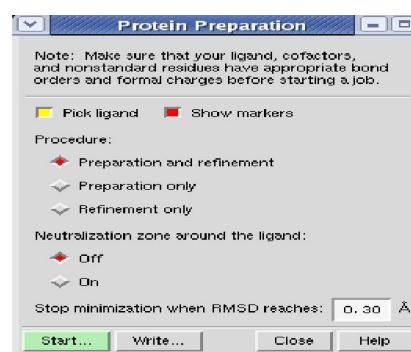 Protein Preparation
Note: Make sure that your ligand, cofactors,
and nonstandard residues have appropriate bond
orders and formal charges before starting a job.
Pick ligand Show markers
Procedure:
Preparation and refinement
Preparation only
Refinement only
Neutralization zone around the ligand:
Off
On
Stop minimization when RMSD reaches: 0.30 Å
Start... Write... Close Help